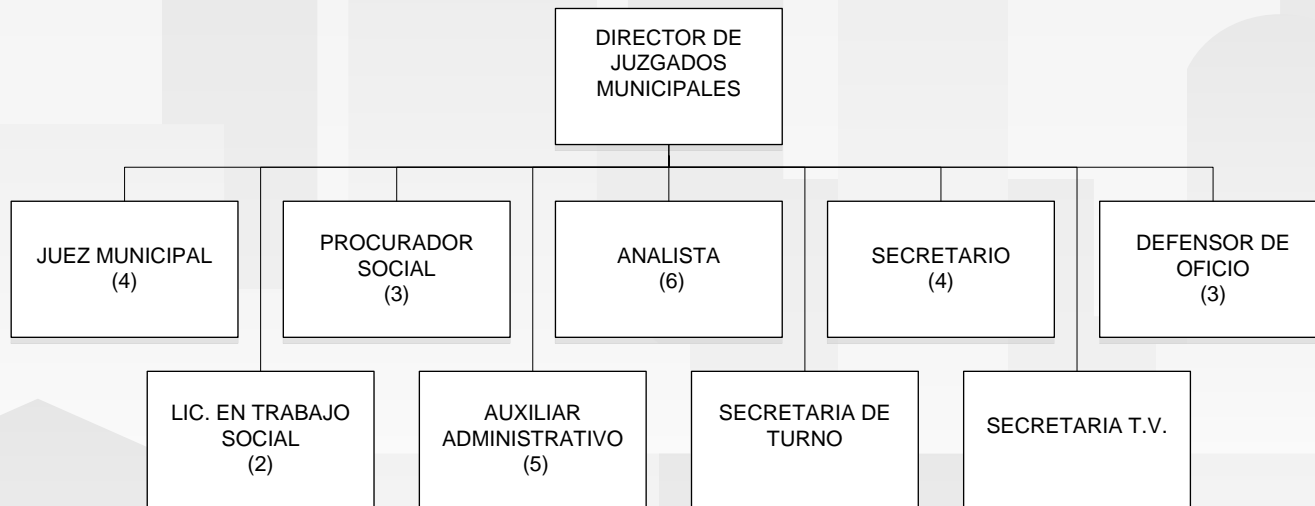 DIRECTOR DE
JUZGADOS
MUNICIPALES
JUEZ MUNICIPAL
(4)
PROCURADOR
SOCIAL
(3)
ANALISTA
(6)
SECRETARIO
(4)
DEFENSOR DE
OFICIO
(3)
LIC. EN TRABAJO
SOCIAL
(2)
AUXILIAR
ADMINISTRATIVO
(5)
SECRETARIA DE
TURNO
SECRETARIA T.V.